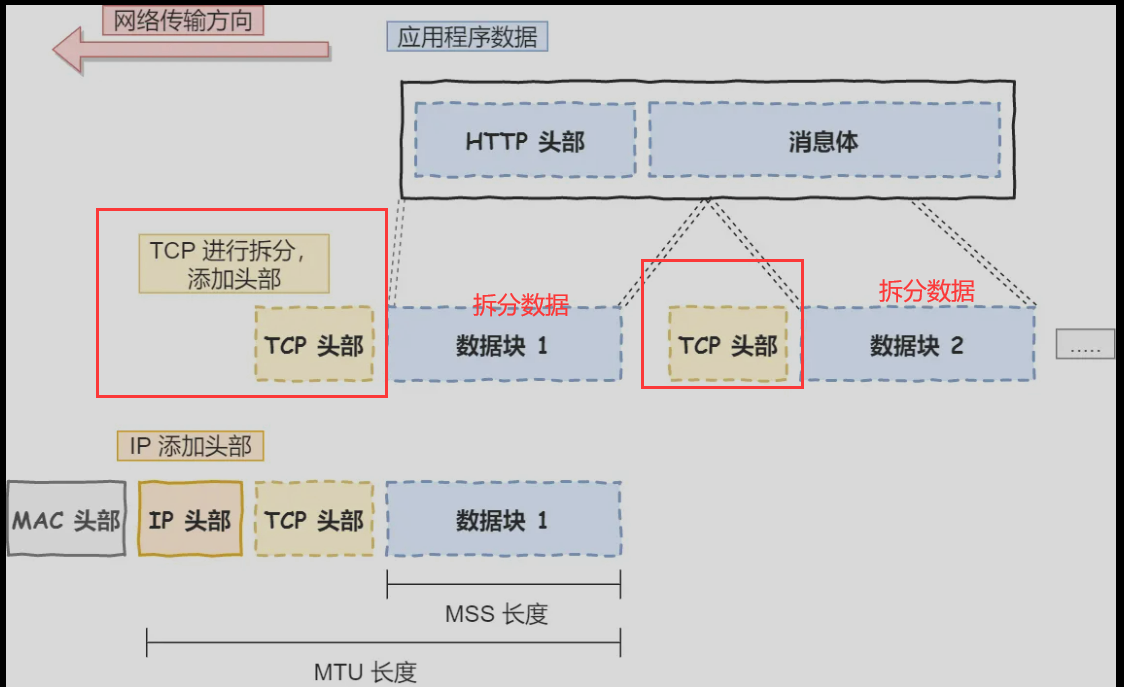 网络传输方向
应用程序数据
HTTP 头部
消息体
TCP 进行拆分，
添加头部
拆分数据
拆分数据
TCP 头部
数据块 1
TCP 头部
数据块 2
.....
IP 添加头部
MAC 头部
IP 头部
TCP 头部
数据块 1
MSS 长度
MTU 长度